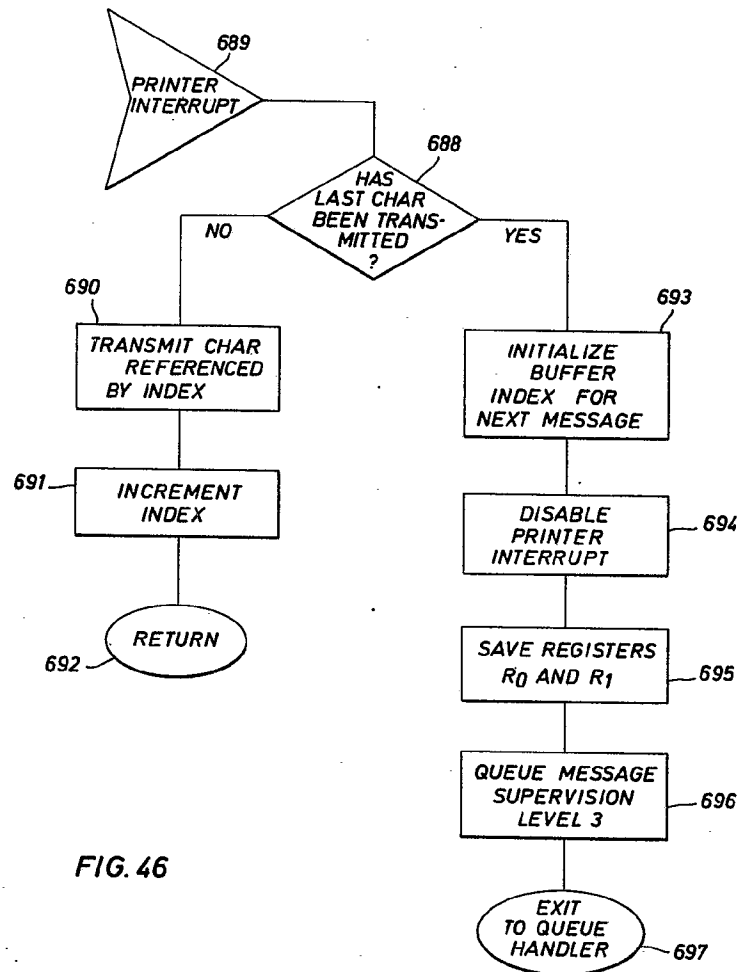 689
PRINTER
INTERRUPT
688
HAS
LAST CHAR
BEEN TRANS-
MITTED
?
NO
YES
690
TRANSMIT CHAR
REFERENCED
BY INDEX
693
INITIALIZE
BUFFER
INDEX FOR
NEXT MESSAGE
691
INCREMENT
INDEX
DISABLE
PRINTER
INTERRUPT
694
RETURN
692
SAVE REGISTERS
R0 AND R1
695
QUEUE MESSAGE
SUPERVISION
LEVEL 3
696
FIG. 46
EXIT
TO QUEUE
HANDLER
697